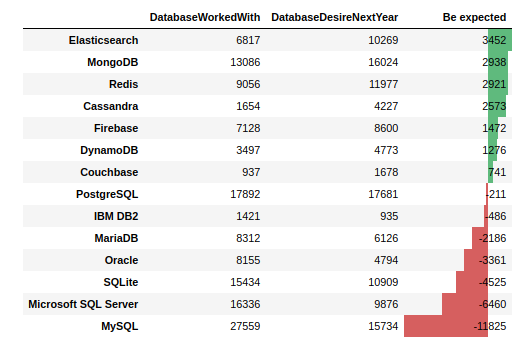 DatabaseWorkedWith DatabaseDesireNextYear Be expected
Elasticsearch 6817 10269 3452
MongoDB 13086 16024 2938
Redis 9056 11977 2921
Cassandra 1654 4227 2573
Firebase 7128 8600 1472
DynamoDB 3497 4773 1276
Couchbase 937 1678 741
PostgreSQL 17892 17681 -211
IBM DB2 1421 935 -486
MariaDB 8312 6126 -2186
Oracle 8155 4794 -3361
SQLite 15434 10909 -4525
Microsoft SQL Server 16336 9876 -6460
MySQL 27559 15734 -11825